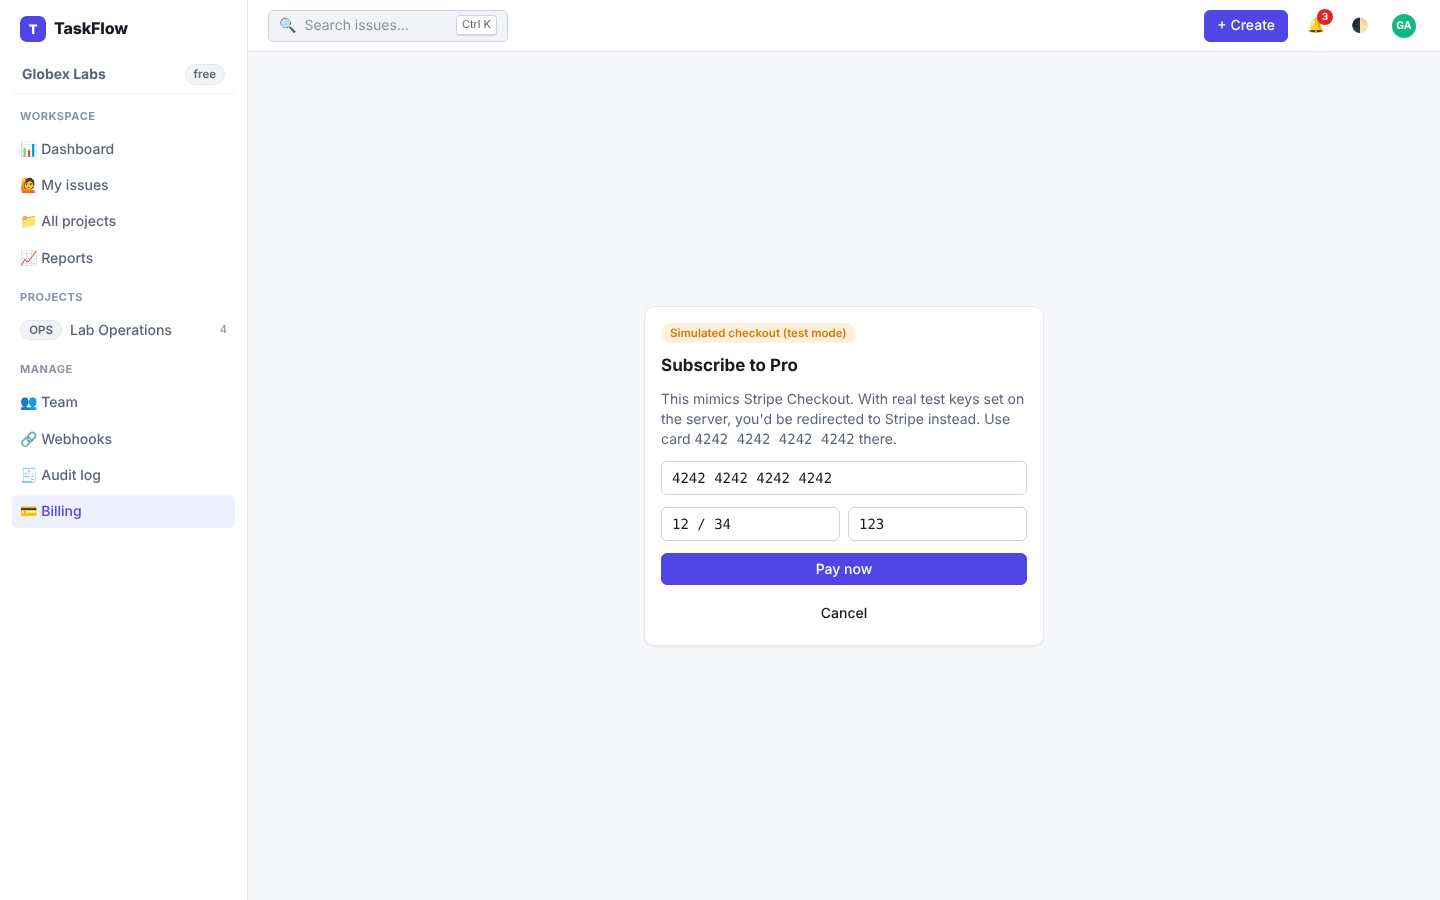 T TaskFlow
Search issues... Ctrl K
+ Create
3
GA
Globex Labs free
WORKSPACE
Dashboard
My issues
All projects
Reports
PROJECTS
OPS Lab Operations 4
MANAGE
Team
Webhooks
Audit log
Billing
Simulated checkout (test mode)
Subscribe to Pro
This mimics Stripe Checkout. With real test keys set on
the server, you'd be redirected to Stripe instead. Use
card 4242 4242 4242 4242 there.
4242 4242 4242 4242
12 / 34 123
Pay now
Cancel